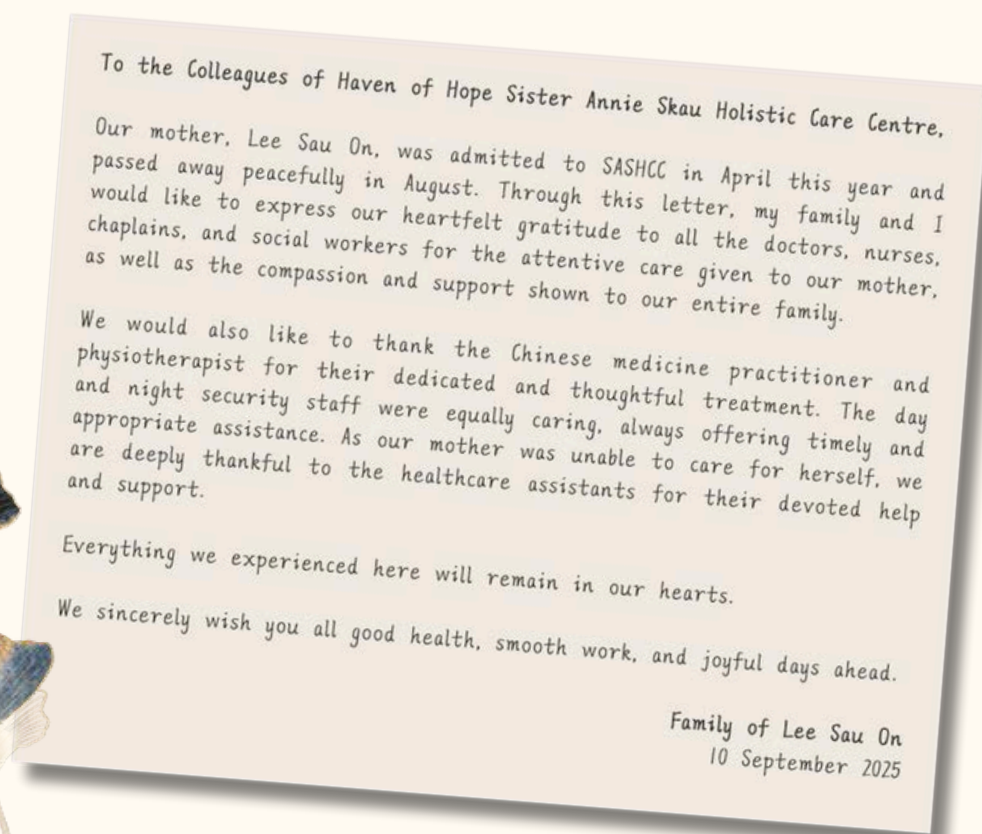 To the Colleagues of Haven of Hope Sister Annie Skau Holistic Care Centre,
Our mother, Lee Sau On, was admitted to SASHCC in April this year and
passed away peacefully in August. Through this letter, my family and I
would like to express our heartfelt gratitude to all the doctors, nurses,
chaplains, and social workers for the attentive care given to our mother,
as well as the compassion and support shown to our entire family.
We would also like to thank the Chinese medicine practitioner and
physiotherapist for their dedicated and thoughtful treatment. The day
and night security staff were equally caring, always offering timely and
appropriate assistance. As our mother was unable to care for herself, we
are deeply thankful to the healthcare assistants for their devoted help
and support.
Everything we experienced here will remain in our hearts.
We sincerely wish you all good health, smooth work, and joyful days ahead.
Family of Lee Sau On
10 September 2025